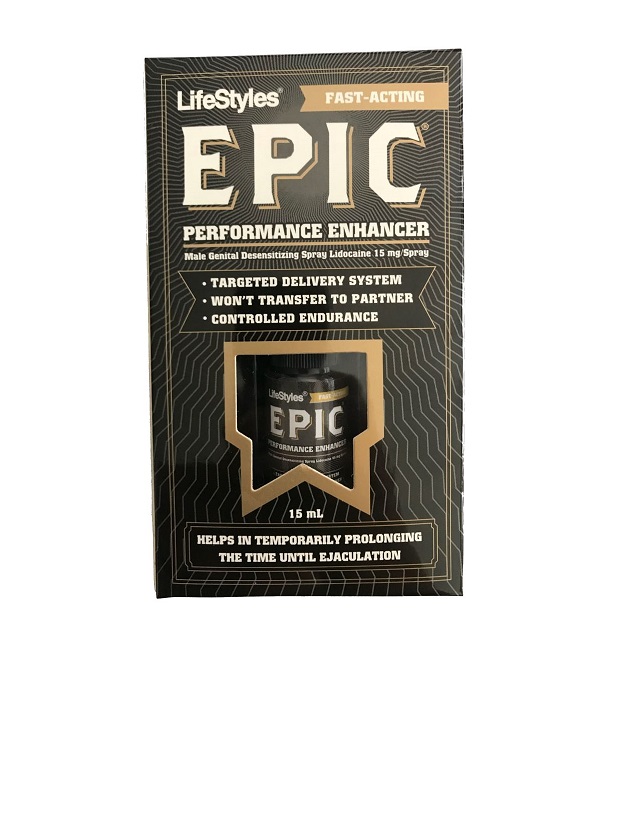 LifeStyles®
FAST-ACTING
EPIC®
PERFORMANCE ENHANCER
Male Genital Desensitizing Spray Lidocaine 15 mg/Spray
• TARGETED DELIVERY SYSTEM
• WON'T TRANSFER TO PARTNER
• CONTROLLED ENDURANCE
LifeStyles®
EPIC
PERFORMANCE ENHANCER
15 mL
HELPS IN TEMPORARILY PROLONGING
THE TIME UNTIL EJACULATION